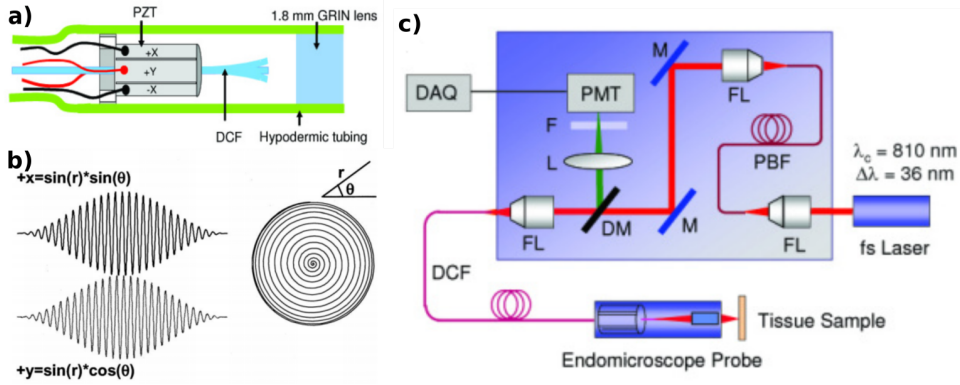 a)
PZT
1.8 mm GRIN lens
+X
+Y
-X
DCF
Hypodermic tubing
b)
+x=sin(r)*sin(θ)
r
θ
+y=sin(r)*cos(θ)
c)
M
DAQ
PMT
FL
F
PBF
λc = 810 nm
Δλ = 36 nm
L
FL
DM
M
FL
fs Laser
DCF
Tissue Sample
Endomicroscope Probe